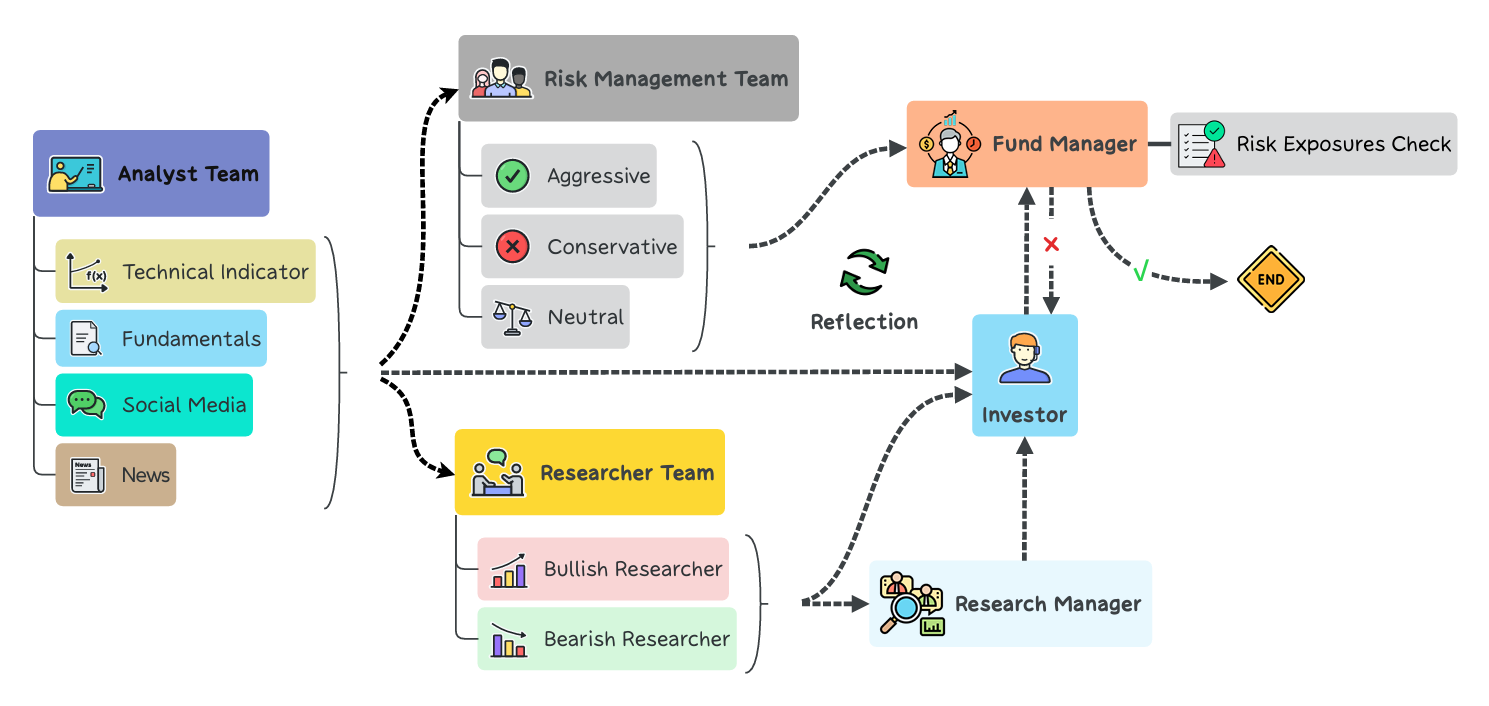 Risk Management Team
Analyst Team
Aggressive
Conservative
Neutral
Fund Manager
Risk Exposures Check
f(x)
Technical Indicator
Fundamentals
Social Media
News
News
Reflection
END
Investor
Researcher Team
Bullish Researcher
Bearish Researcher
Research Manager